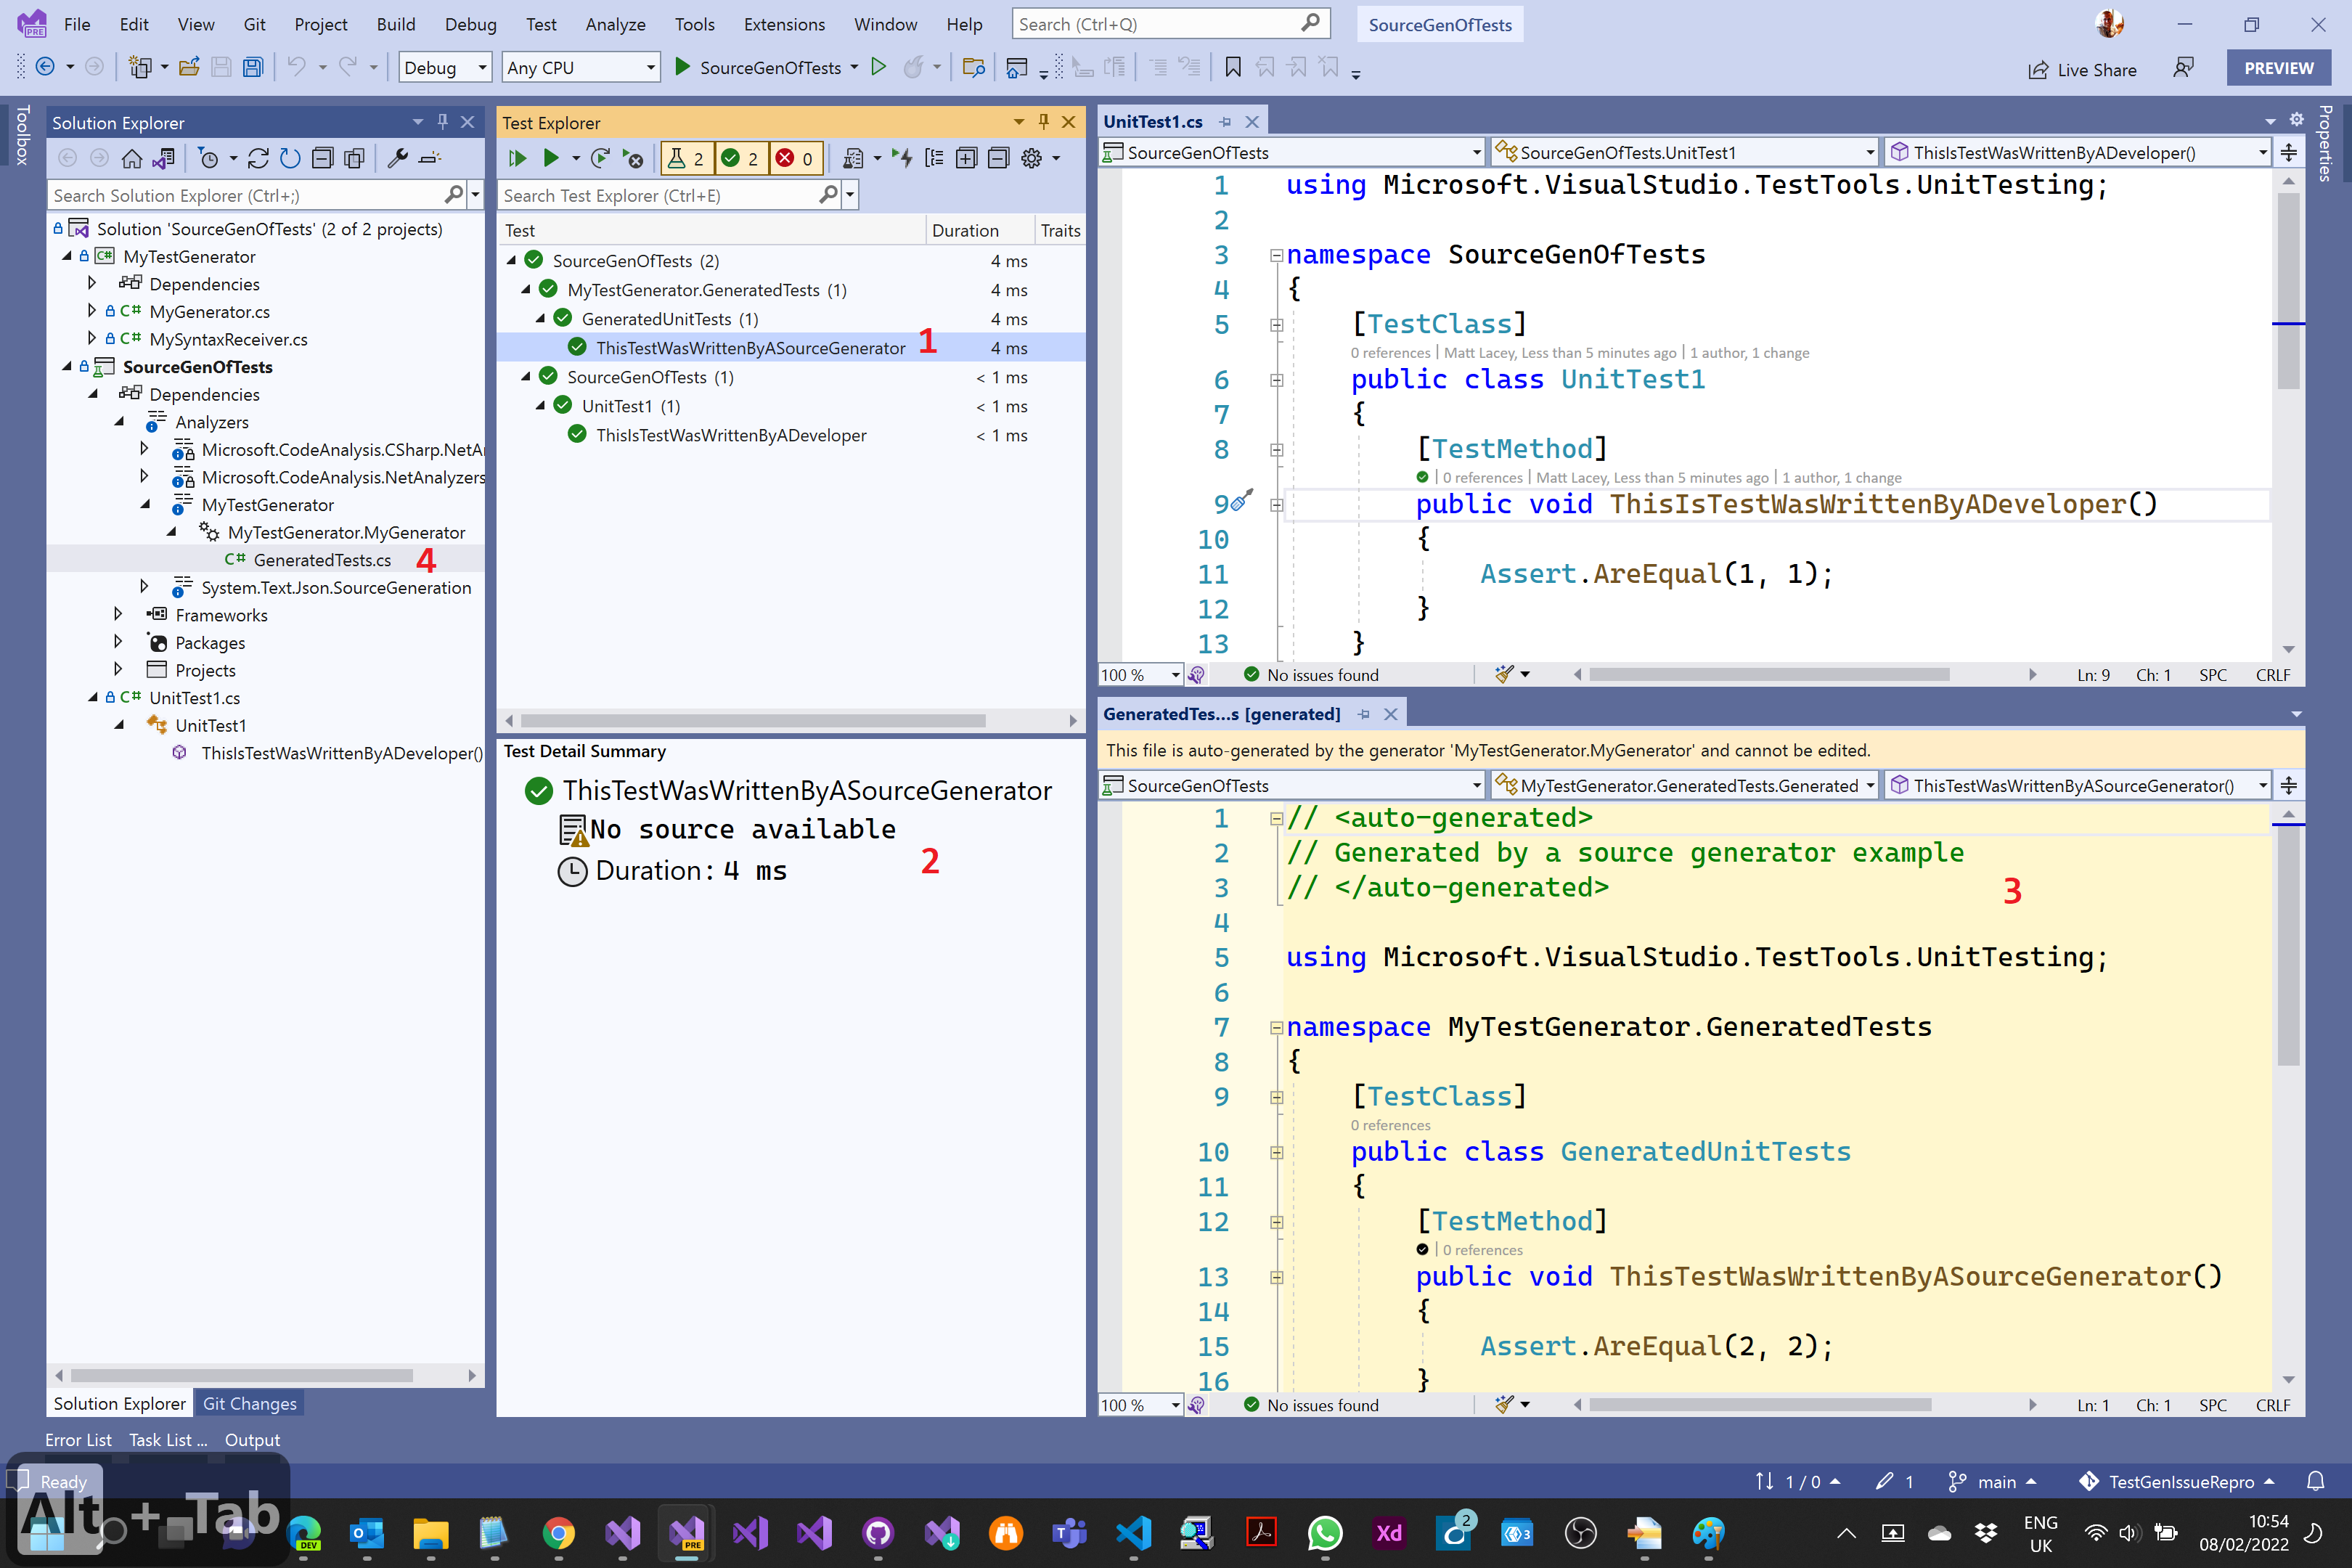 File Edit View Git Project Build Debug Test Analyze Tools Extensions Window Help Search (Ctrl+Q) SourceGenOfTests
PRE
Debug Any CPU SourceGenOfTests Live Share PREVIEW
Toolbox
Solution Explorer
Search Solution Explorer (Ctrl+;)
Solution 'SourceGenOfTests' (2 of 2 projects)
C# MyTestGenerator
Dependencies
C# MyGenerator.cs
C# MySyntaxReceiver.cs
SourceGenOfTests
Dependencies
Analyzers
Microsoft.CodeAnalysis.CSharp.NetAn
Microsoft.CodeAnalysis.NetAnalyzers
MyTestGenerator
MyTestGenerator.MyGenerator
C# GeneratedTests.cs 4
System.Text.Json.SourceGeneration
Frameworks
Packages
Projects
C# UnitTest1.cs
UnitTest1
ThisIsTestWasWrittenByADeveloper()
Solution Explorer Git Changes
Test Explorer
2 2 0
Search Test Explorer (Ctrl+E)
Test Duration Traits
SourceGenOfTests (2) 4 ms
MyTestGenerator.GeneratedTests (1) 4 ms
GeneratedUnitTests (1) 4 ms
ThisTestWasWrittenByASourceGenerator 1 4 ms
SourceGenOfTests (1) < 1 ms
UnitTest1 (1) < 1 ms
ThisIsTestWasWrittenByADeveloper < 1 ms
Test Detail Summary
ThisTestWasWrittenByASourceGenerator
No source available
2
Duration: 4 ms
UnitTest1.cs
SourceGenOfTests SourceGenOfTests.UnitTest1 ThisIsTestWasWrittenByADeveloper()
1 using Microsoft.VisualStudio.TestTools.UnitTesting;
2
3 namespace SourceGenOfTests
4 {
5 [TestClass]
0 references | Matt Lacey, Less than 5 minutes ago | 1 author, 1 change
6 public class UnitTest1
7 {
8 [TestMethod]
| 0 references | Matt Lacey, Less than 5 minutes ago | 1 author, 1 change
9 public void ThisIsTestWasWrittenByADeveloper()
10 {
11 Assert.AreEqual(1, 1);
12 }
13 }
100 % No issues found Ln: 9 Ch: 1 SPC CRLF
GeneratedTes...s [generated]
This file is auto-generated by the generator 'MyTestGenerator.MyGenerator' and cannot be edited.
SourceGenOfTests MyTestGenerator.GeneratedTests.Generated ThisTestWasWrittenByASourceGenerator()
1 // <auto-generated>
2 // Generated by a source generator example
3 // </auto-generated>
3
4
5 using Microsoft.VisualStudio.TestTools.UnitTesting;
6
7 namespace MyTestGenerator.GeneratedTests
8 {
9 [TestClass]
0 references
10 public class GeneratedUnitTests
11 {
12 [TestMethod]
| 0 references
13 public void ThisTestWasWrittenByASourceGenerator()
14 {
15 Assert.AreEqual(2, 2);
16 }
100 % No issues found Ln: 1 Ch: 1 SPC CRLF
Properties
Error List Task List ... Output
Ready 1 / 0 1 main TestGenIssueRepro
Alt + Tab
DEV PRE Xd 2 3
ENG
UK
10:54
08/02/2022